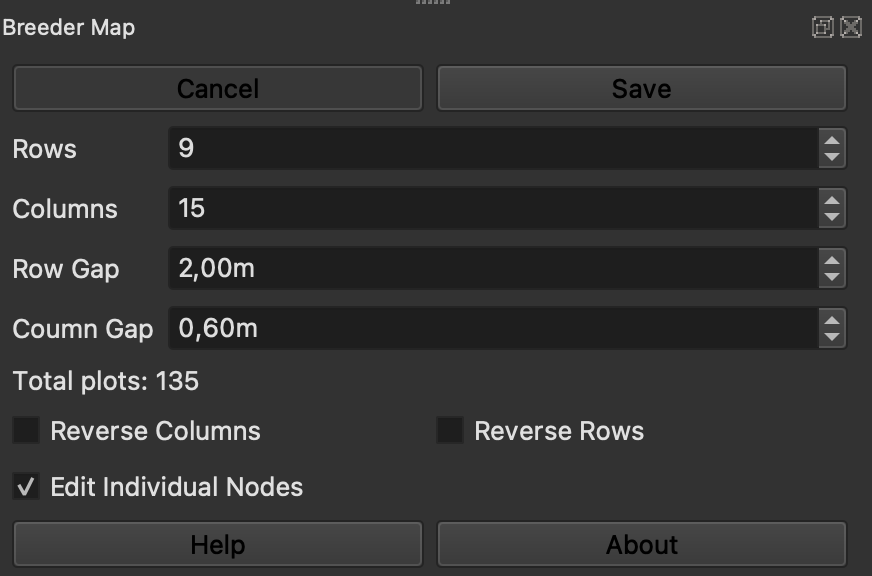 Breeder Map
Cancel Save
Rows 9
Columns 15
Row Gap 2,00m
Coumn Gap 0,60m
Total plots: 135
Reverse Columns Reverse Rows
Edit Individual Nodes
Help About